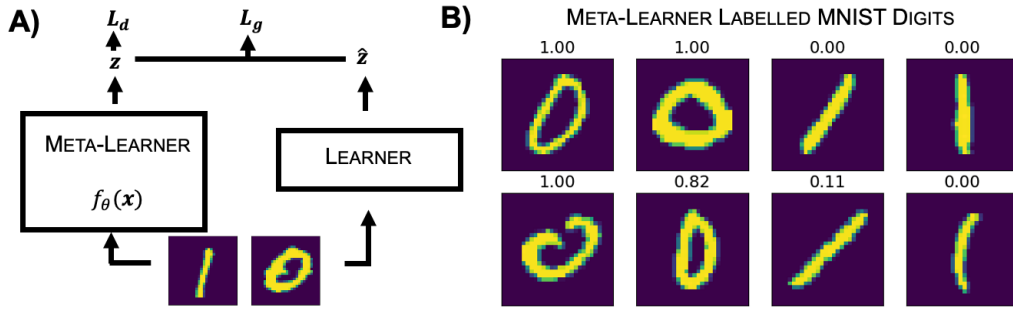 A)
L_d
L_g
z
ẑ
META-LEARNER
f_θ(x)
LEARNER
B)
META-LEARNER LABELLED MNIST DIGITS
1.00 1.00 0.00 0.00
1.00 0.82 0.11 0.00